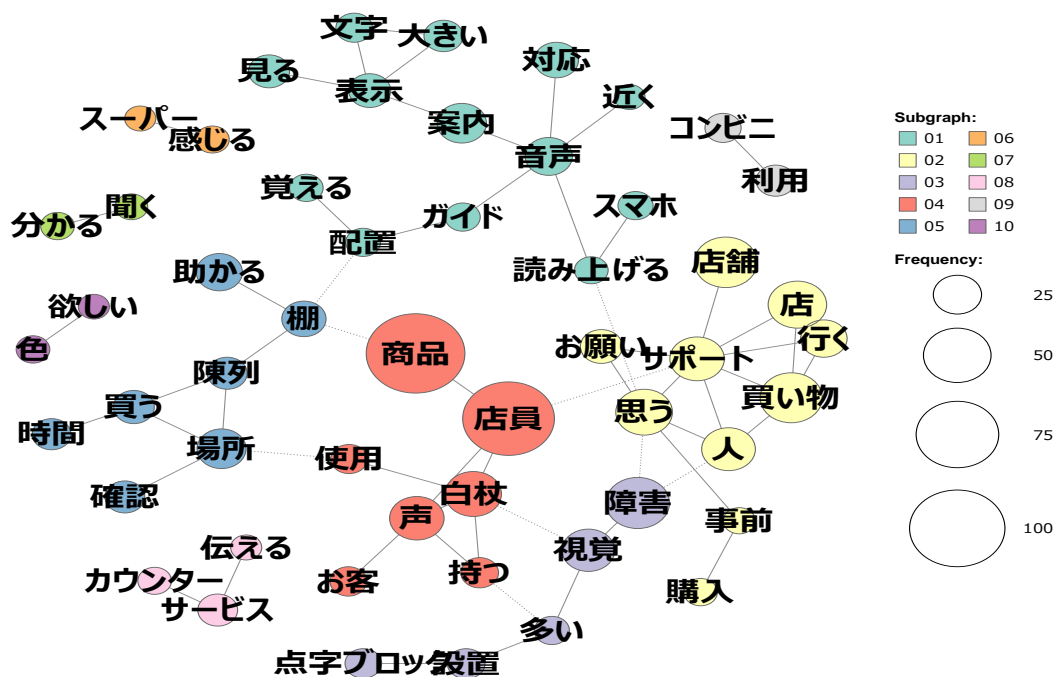 文字
大きい
見る
表示
対応
近く
案内
音声
スーパー
感じる
コンビニ
利用
覚える
ガイド
スマホ
配置
読み上げる
聞く
分かる
助かる
棚
店舗
店
行く
お願い
サポート
買い物
欲しい
色
商品
陳列
店員
思う
人
買う
時間
場所
使用
確認
白杖
声
障害
事前
視覚
お客
持つ
購入
伝える
カウンター
サービス
多い
点字ブロック
設置
Subgraph:
01 06
02 07
03 08
04 09
05 10
Frequency:
25
50
75
100